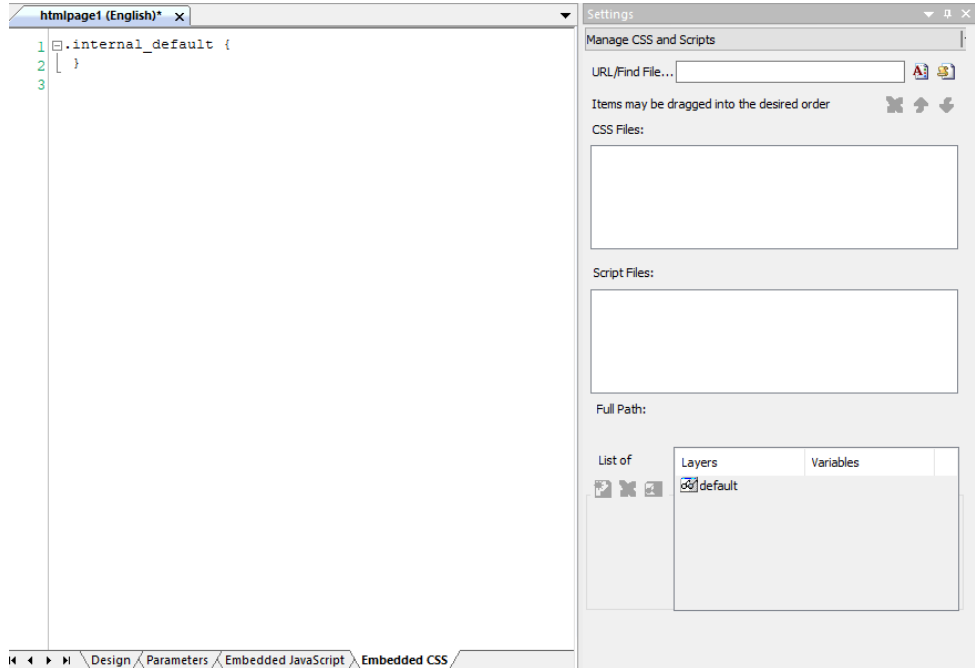 htmlpage1 (English)* x
1 .internal_default {
2 }
3
Design Parameters Embedded JavaScript Embedded CSS
Settings
Manage CSS and Scripts
URL/Find File...
Items may be dragged into the desired order
CSS Files:
Script Files:
Full Path:
List of
Layers Variables
default